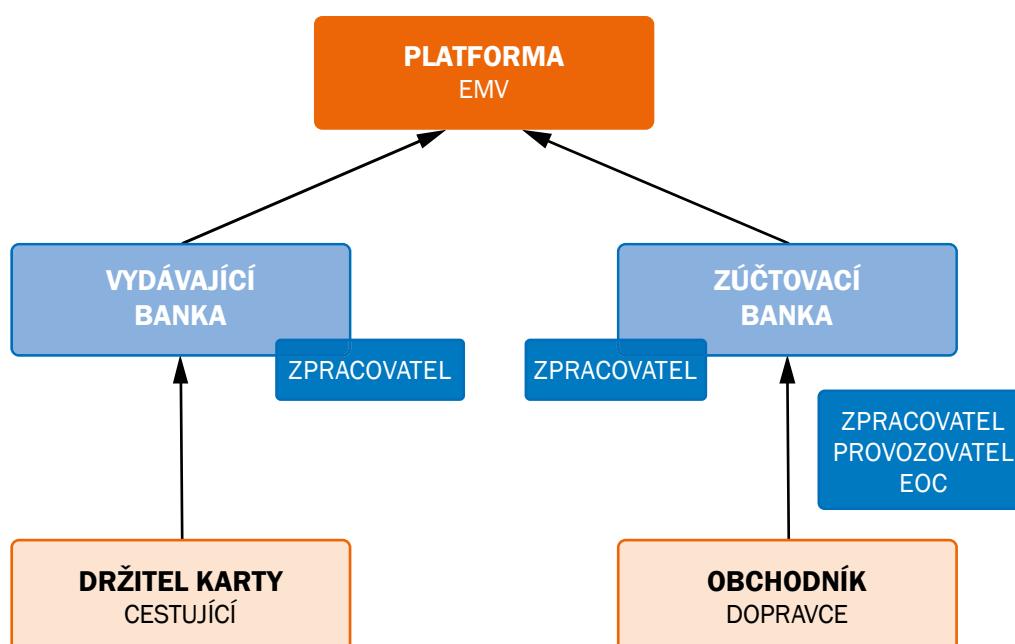 PLATFORMA
EMV
VYDÁVAJÍCÍ
BANKA
ZPRACOVATEL
ZÚČTOVACÍ
BANKA
ZPRACOVATEL
ZPRACOVATEL
PROVOZOVATEL
EOC
DRŽITEL KARTY
CESTUJÍCÍ
OBCHODNÍK
DOPRAVCE